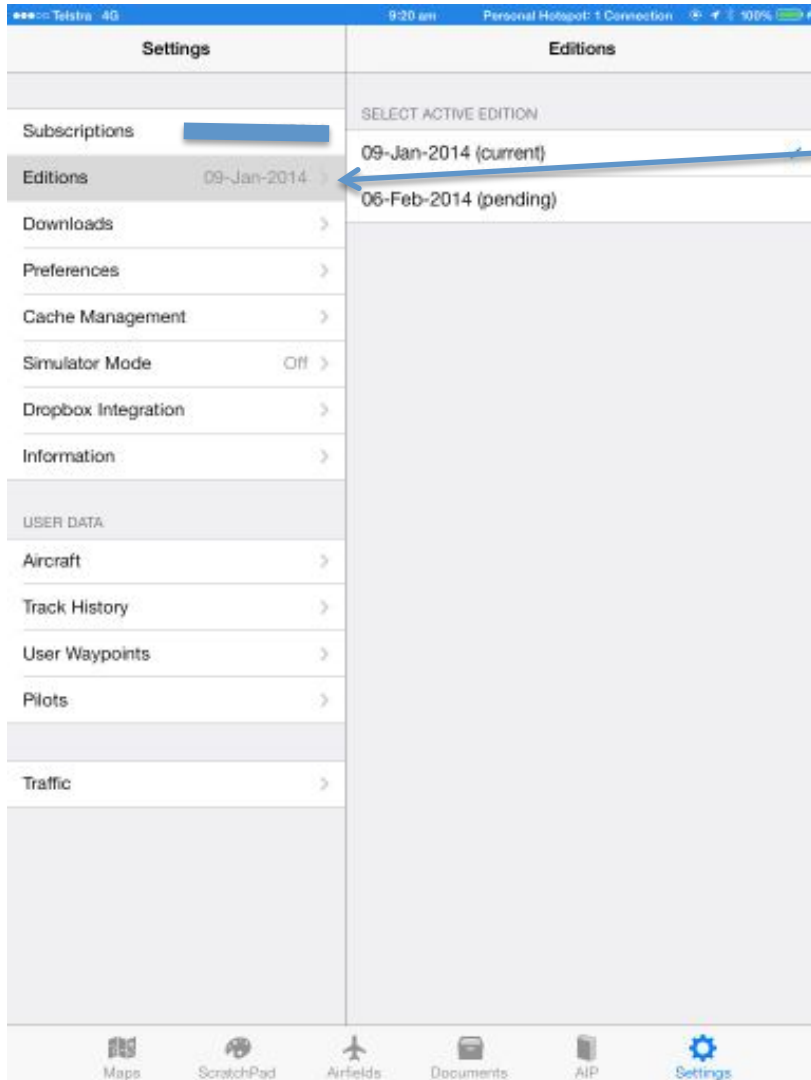 Telstra 4G 9:20 am Personal Hotspot: 1 Connection 100%
Settings
Editions
Subscriptions
Editions 09-Jan-2014
Downloads
Preferences
Cache Management
Simulator Mode Off
Dropbox Integration
Information
USER DATA
Aircraft
Track History
User Waypoints
Pilots
Traffic
SELECT ACTIVE EDITION
09-Jan-2014 (current)
06-Feb-2014 (pending)
Maps ScratchPad Airfields Documents AIP Settings